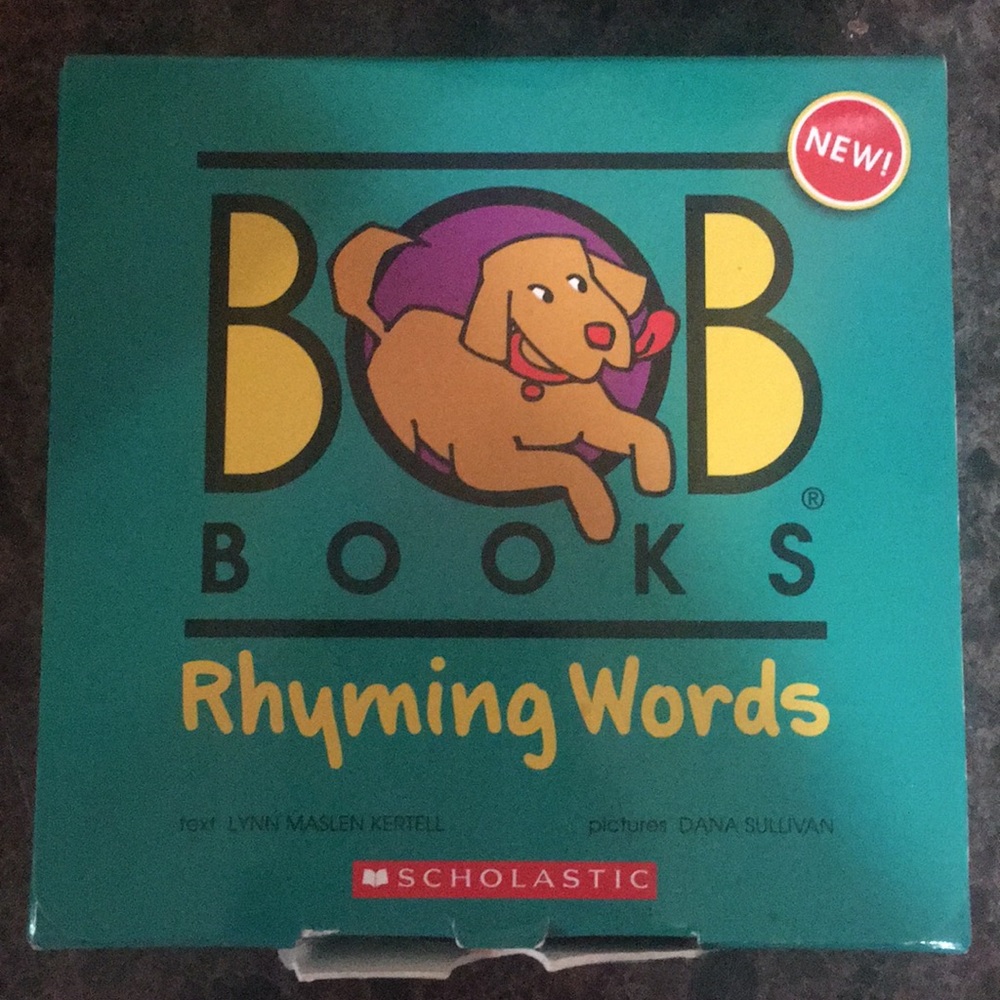 NEW!
BOB
BOOKS®
Rhyming Words
text LYNN MASLEN KERTELL
pictures DANA SULLIVAN
SCHOLASTIC